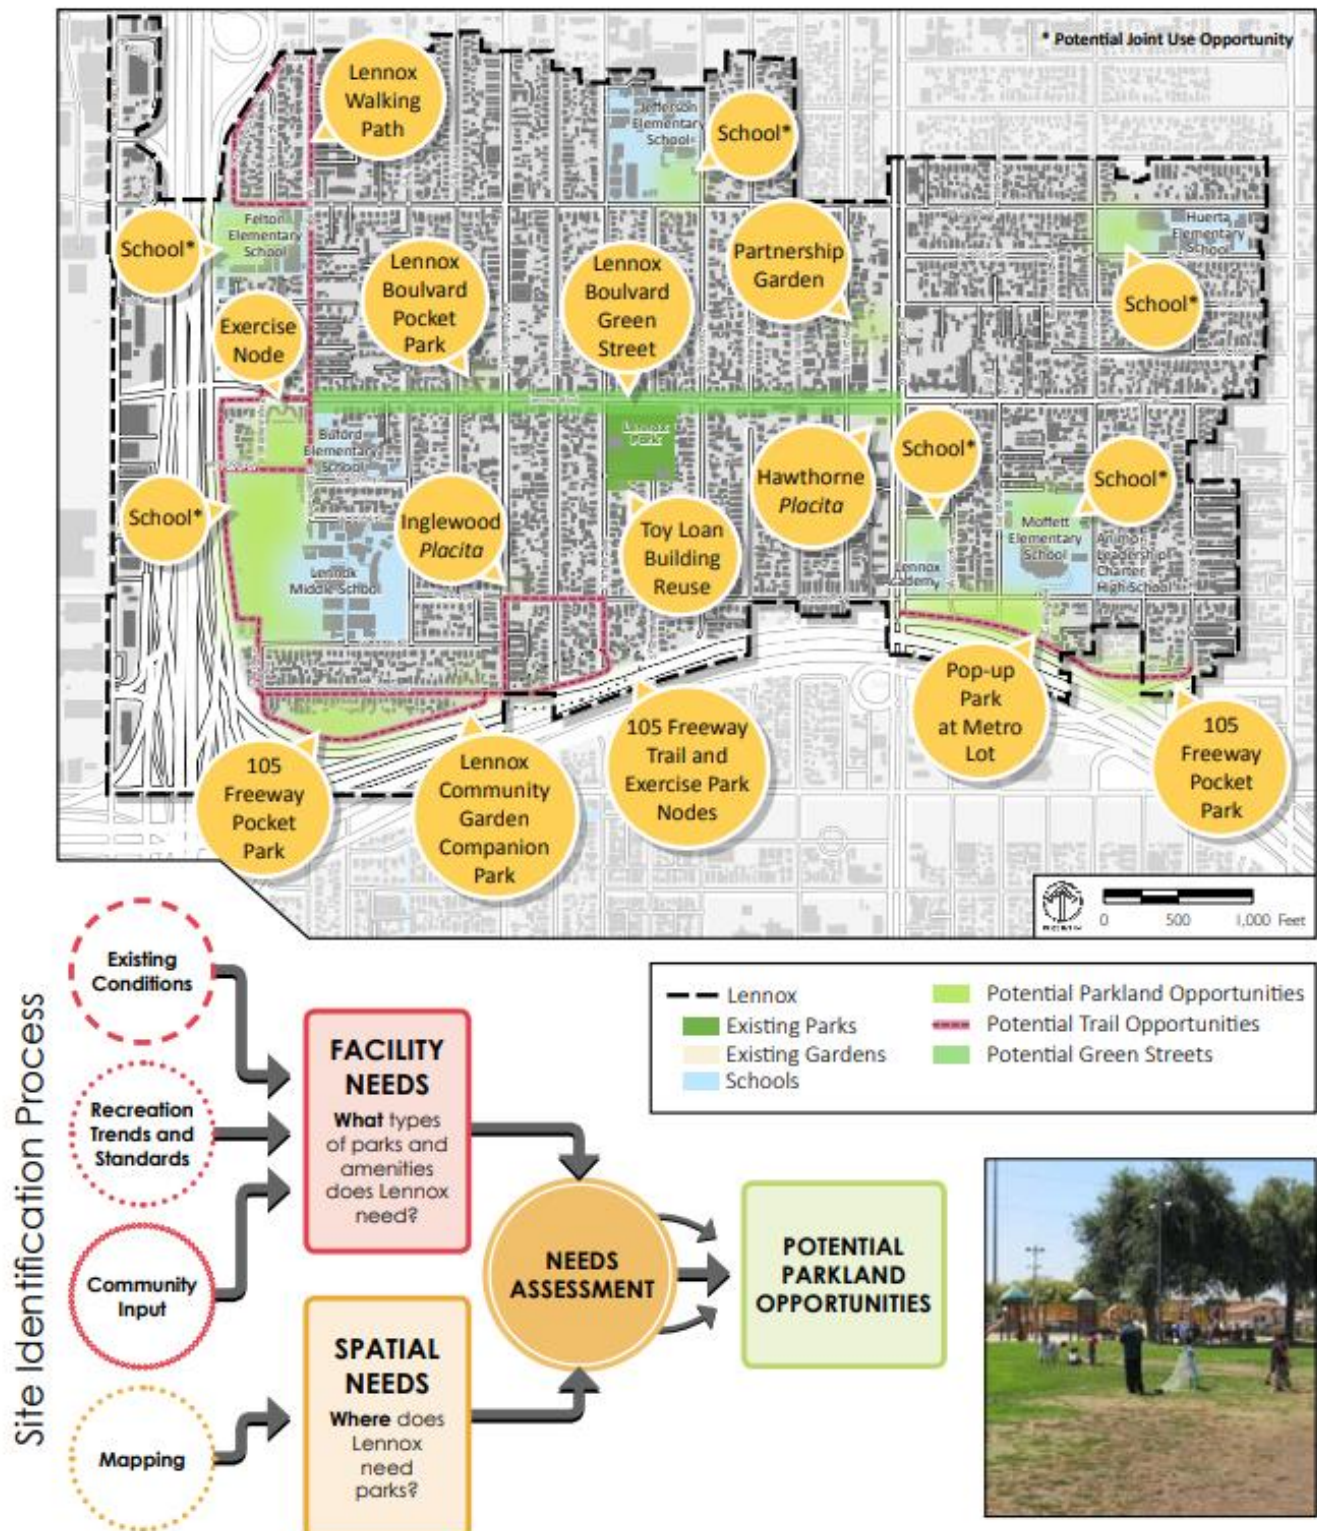 * Potential Joint Use Opportunity
Lennox
Walking
Path
Jefferson
Elementary
School
School*
Felton
Elementary
School
School*
Huerta
Elementary
School
School*
Partnership
Garden
Lennox
Boulvard
Pocket
Park
Lennox
Boulvard
Green
Street
Exercise
Node
Lennox Blvd
Lennox
Park
Buford
Elementary
School
School*
Hawthorne
Placita
School*
School*
Inglewood
Placita
Toy Loan
Building
Reuse
Moffett
Elementary
School
Animo
Leadership
Charter
High School
Lennox
Academy
Lennox
Middle School
105
Freeway
Pocket
Park
Lennox
Community
Garden
Companion
Park
105 Freeway
Trail and
Exercise Park
Nodes
Pop-up
Park
at Metro
Lot
105
Freeway
Pocket
Park
NORTH
0 500 1,000 Feet
Lennox
Existing Parks
Existing Gardens
Schools
Potential Parkland Opportunities
Potential Trail Opportunities
Potential Green Streets
Site Identification Process
Existing
Conditions
Recreation
Trends and
Standards
Community
Input
Mapping
FACILITY
NEEDS
What types
of parks and
amenities
does Lennox
need?
SPATIAL
NEEDS
Where does
Lennox
need
parks?
NEEDS
ASSESSMENT
POTENTIAL
PARKLAND
OPPORTUNITIES